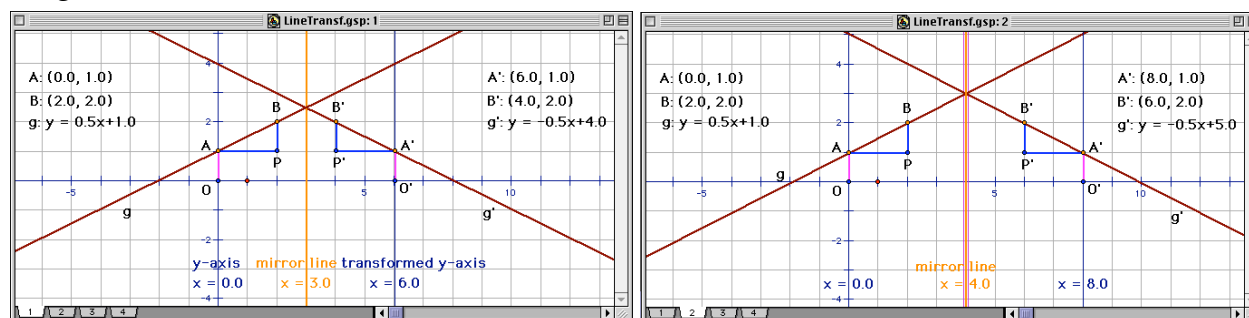 LineTransf.gsp: 1
A: (0.0, 1.0)
B: (2.0, 2.0)
g: y = 0.5x+1.0
A': (6.0, 1.0)
B': (4.0, 2.0)
g': y = -0.5x+4.0
4
B
B'
2
A
A'
P
P'
-5
O
5
O'
10
g
g'
-2
y-axis mirror line transformed y-axis
x = 0.0 x = 3.0 x = 6.0
-4
1 2 3 4
LineTransf.gsp: 2
A: (0.0, 1.0)
B: (2.0, 2.0)
g: y = 0.5x+1.0
A': (8.0, 1.0)
B': (6.0, 2.0)
g': y = -0.5x+5.0
4
B
B'
2
A
A'
P
P'
g
-5
O
5
O'
10
g'
-2
mirror line
x = 0.0 x = 4.0 x = 8.0
-4
1 2 3 4